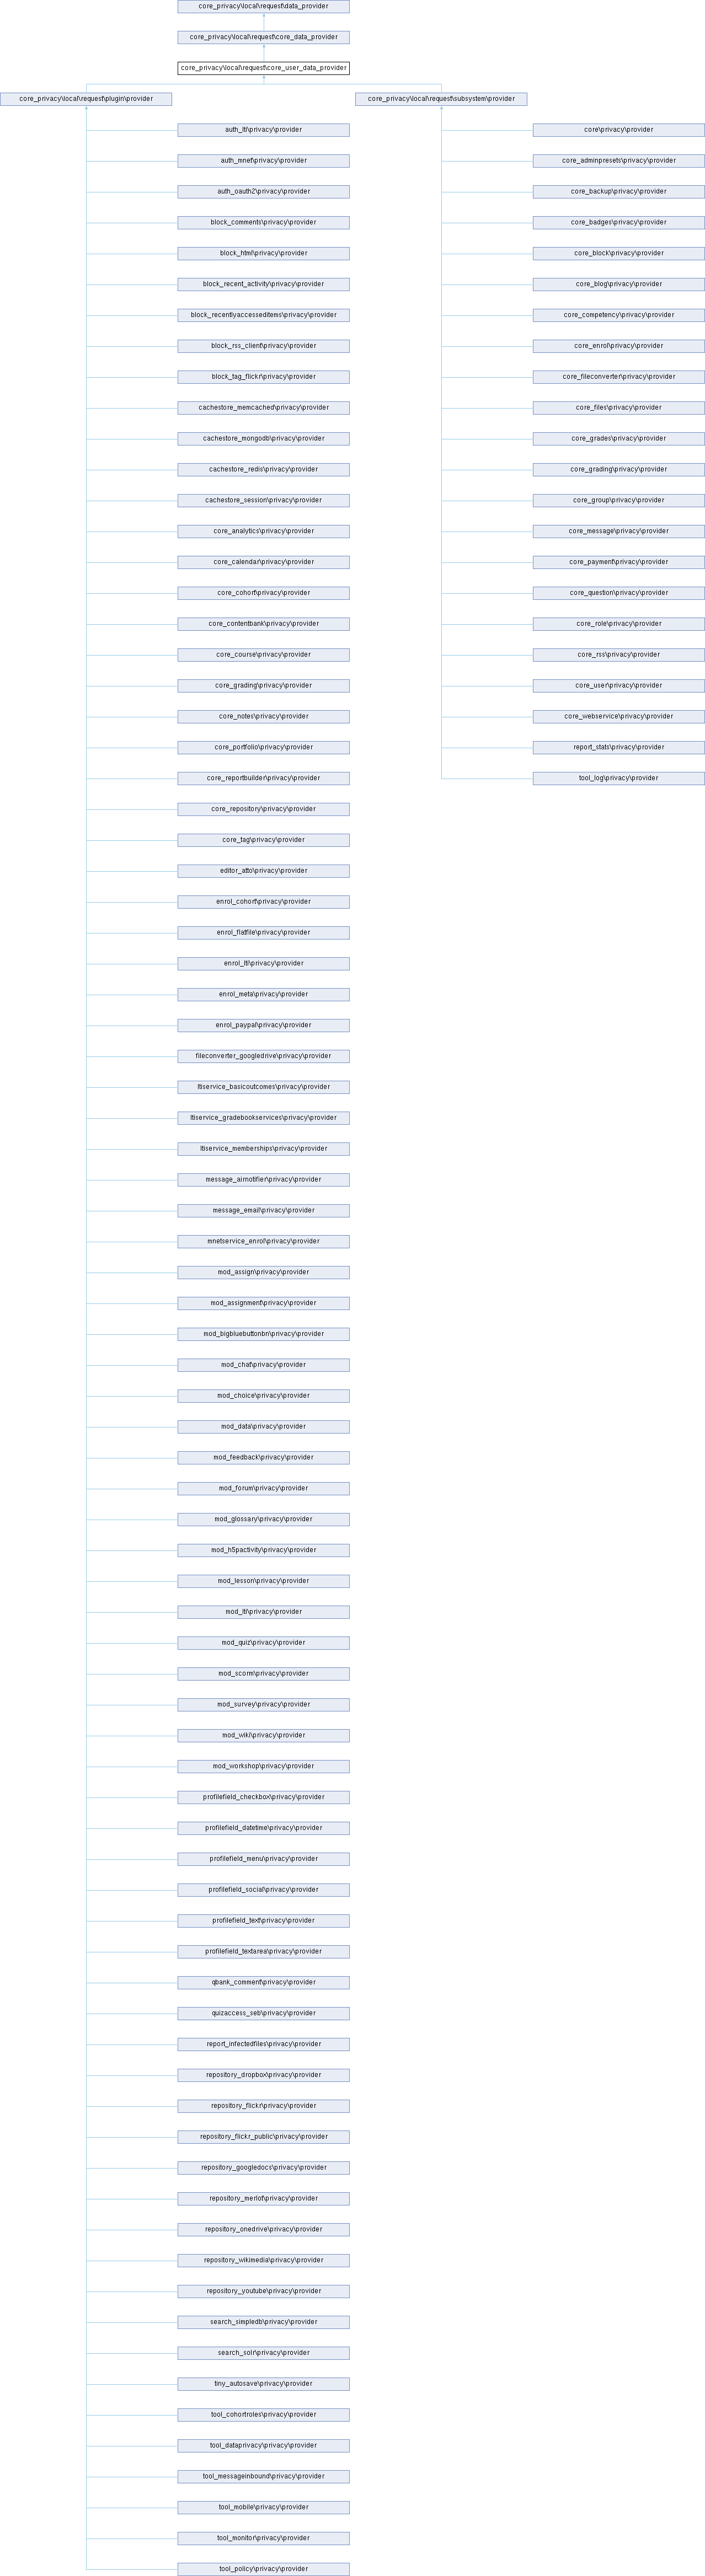 core_privacy\local\request\data_provider
core_privacy\local\request\core_data_provider
core_privacy\local\request\core_user_data_provider
core_privacy\local\request\plugin\provider
core_privacy\local\request\subsystem\provider
auth_lti\privacy\provider
core\privacy\provider
auth_mnet\privacy\provider
core_adminpresets\privacy\provider
auth_oauth2\privacy\provider
core_backup\privacy\provider
block_comments\privacy\provider
core_badges\privacy\provider
block_html\privacy\provider
core_block\privacy\provider
block_recent_activity\privacy\provider
core_blog\privacy\provider
block_recentlyaccesseditems\privacy\provider
core_competency\privacy\provider
block_rss_client\privacy\provider
core_enrol\privacy\provider
block_tag_flickr\privacy\provider
core_fileconverter\privacy\provider
cachestore_memcached\privacy\provider
core_files\privacy\provider
cachestore_mongodb\privacy\provider
core_grades\privacy\provider
cachestore_redis\privacy\provider
core_grading\privacy\provider
cachestore_session\privacy\provider
core_group\privacy\provider
core_analytics\privacy\provider
core_message\privacy\provider
core_calendar\privacy\provider
core_payment\privacy\provider
core_cohort\privacy\provider
core_question\privacy\provider
core_contentbank\privacy\provider
core_role\privacy\provider
core_course\privacy\provider
core_rss\privacy\provider
core_grading\privacy\provider
core_user\privacy\provider
core_notes\privacy\provider
core_webservice\privacy\provider
core_portfolio\privacy\provider
report_stats\privacy\provider
core_reportbuilder\privacy\provider
tool_log\privacy\provider
core_repository\privacy\provider
core_tag\privacy\provider
editor_atto\privacy\provider
enrol_cohort\privacy\provider
enrol_flatfile\privacy\provider
enrol_lti\privacy\provider
enrol_meta\privacy\provider
enrol_paypal\privacy\provider
fileconverter_googledrive\privacy\provider
ltiservice_basicoutcomes\privacy\provider
ltiservice_gradebookservices\privacy\provider
ltiservice_memberships\privacy\provider
message_airnotifier\privacy\provider
message_email\privacy\provider
mnetservice_enrol\privacy\provider
mod_assign\privacy\provider
mod_assignment\privacy\provider
mod_bigbluebuttonbn\privacy\provider
mod_chat\privacy\provider
mod_choice\privacy\provider
mod_data\privacy\provider
mod_feedback\privacy\provider
mod_forum\privacy\provider
mod_glossary\privacy\provider
mod_h5pactivity\privacy\provider
mod_lesson\privacy\provider
mod_lti\privacy\provider
mod_quiz\privacy\provider
mod_scorm\privacy\provider
mod_survey\privacy\provider
mod_wiki\privacy\provider
mod_workshop\privacy\provider
profilefield_checkbox\privacy\provider
profilefield_datetime\privacy\provider
profilefield_menu\privacy\provider
profilefield_social\privacy\provider
profilefield_text\privacy\provider
profilefield_textarea\privacy\provider
qbank_comment\privacy\provider
quizaccess_seb\privacy\provider
report_infectedfiles\privacy\provider
repository_dropbox\privacy\provider
repository_flickr\privacy\provider
repository_flickr_public\privacy\provider
repository_googledocs\privacy\provider
repository_merlot\privacy\provider
repository_onedrive\privacy\provider
repository_wikimedia\privacy\provider
repository_youtube\privacy\provider
search_simpledb\privacy\provider
search_solr\privacy\provider
tiny_autosave\privacy\provider
tool_cohortroles\privacy\provider
tool_dataprivacy\privacy\provider
tool_messageinbound\privacy\provider
tool_mobile\privacy\provider
tool_monitor\privacy\provider
tool_policy\privacy\provider